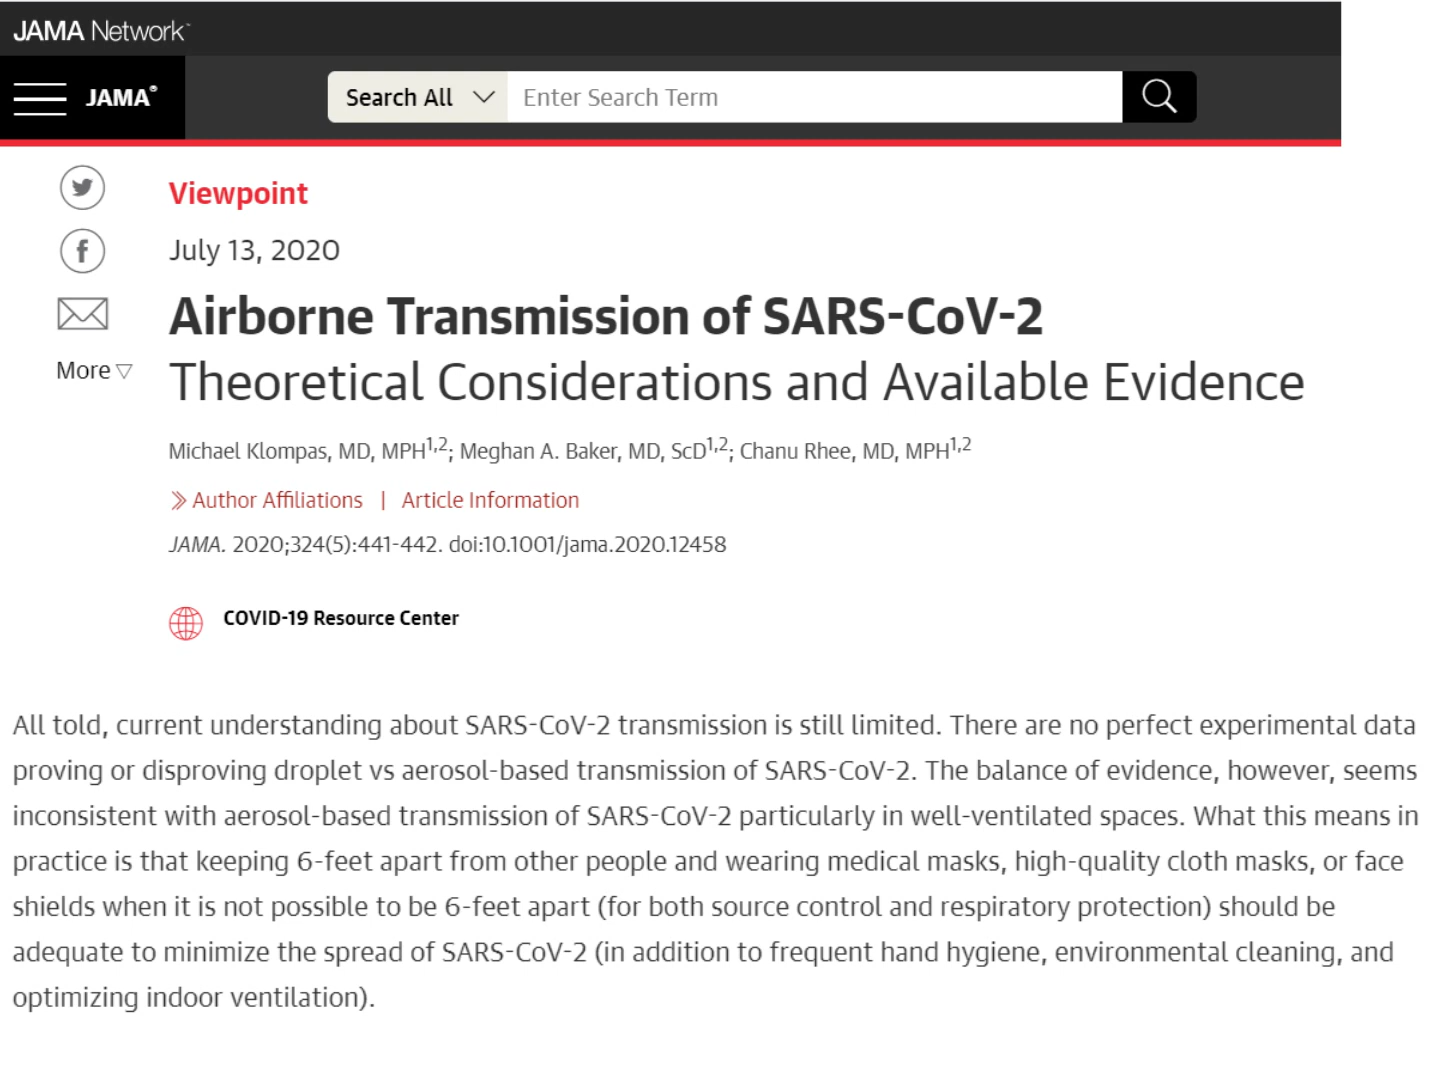 JAMA Network™
JAMA®
Search All
Enter Search Term
Viewpoint
July 13, 2020
Airborne Transmission of SARS-CoV-2
Theoretical Considerations and Available Evidence
More
Michael Klompas, MD, MPH1,2; Meghan A. Baker, MD, ScD1,2; Chanu Rhee, MD, MPH1,2
Author Affiliations | Article Information
JAMA. 2020;324(5):441-442. doi:10.1001/jama.2020.12458
COVID-19 Resource Center
All told, current understanding about SARS-CoV-2 transmission is still limited. There are no perfect experimental data
proving or disproving droplet vs aerosol-based transmission of SARS-CoV-2. The balance of evidence, however, seems
inconsistent with aerosol-based transmission of SARS-CoV-2 particularly in well-ventilated spaces. What this means in
practice is that keeping 6-feet apart from other people and wearing medical masks, high-quality cloth masks, or face
shields when it is not possible to be 6-feet apart (for both source control and respiratory protection) should be
adequate to minimize the spread of SARS-CoV-2 (in addition to frequent hand hygiene, environmental cleaning, and
optimizing indoor ventilation).